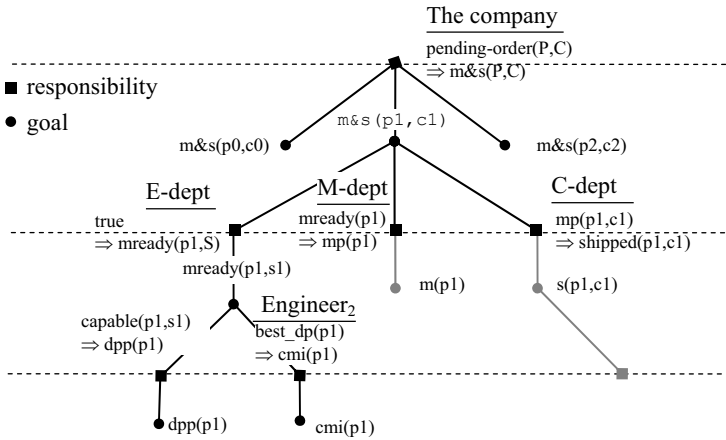 The company
pending-order(P,C)
⇒ m&s(P,C)
responsibility
goal
m&s(p1,c1)
m&s(p0,c0)
m&s(p2,c2)
E-dept
M-dept
C-dept
true
⇒ mready(p1,S)
mready(p1)
⇒ mp(p1)
mp(p1,c1)
⇒ shipped(p1,c1)
mready(p1,s1)
m(p1)
s(p1,c1)
Engineer2
capable(p1,s1)
⇒ dpp(p1)
best_dp(p1)
⇒ cmi(p1)
dpp(p1)
cmi(p1)